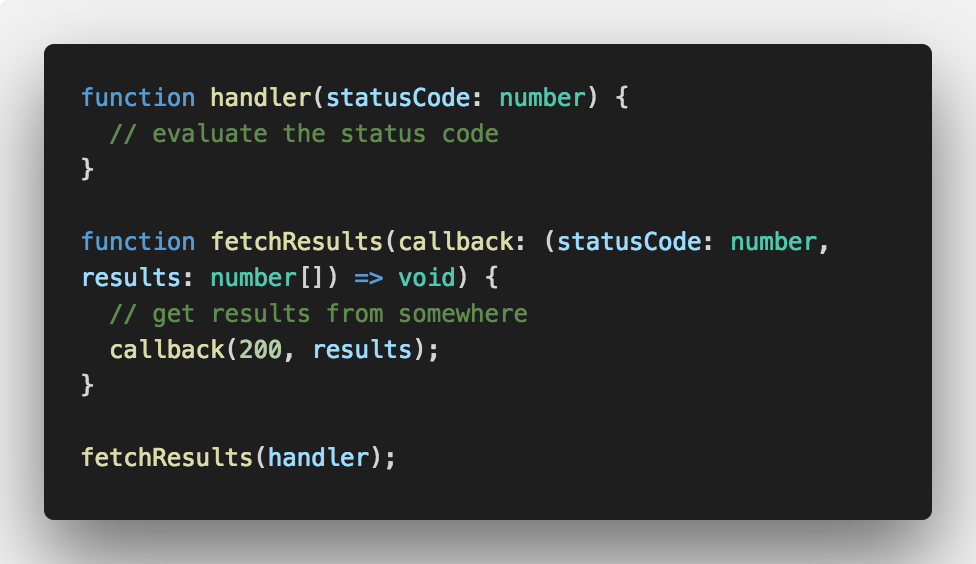 function handler(statusCode: number) {
  // evaluate the status code
}

function fetchResults(callback: (statusCode: number,
results: number[]) => void) {
  // get results from somewhere
  callback(200, results);
}

fetchResults(handler);